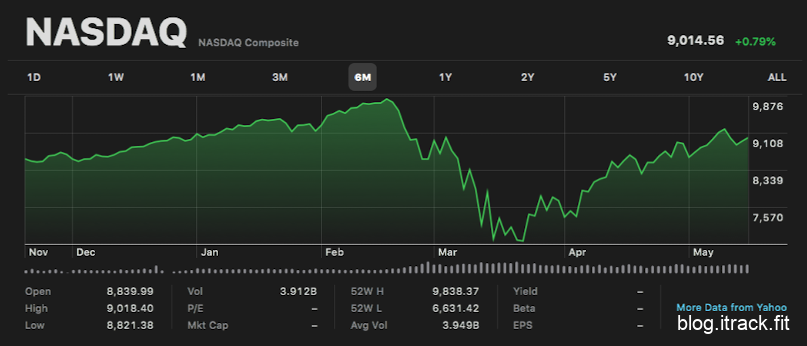 NASDAQ NASDAQ Composite 9,014.56 +0.79%
1D 1W 1M 3M 6M 1Y 2Y 5Y 10Y ALL
9,876
9,108
8,339
7,570
Nov Dec Jan Feb Mar Apr May
Open 8,839.99 Vol 3.912B 52W H 9,838.37 Yield –
High 9,018.40 P/E – 52W L 6,631.42 Beta – More Data from Yahoo
Low 8,821.38 Mkt Cap – Avg Vol 3.949B EPS –
blog.itrack.fit